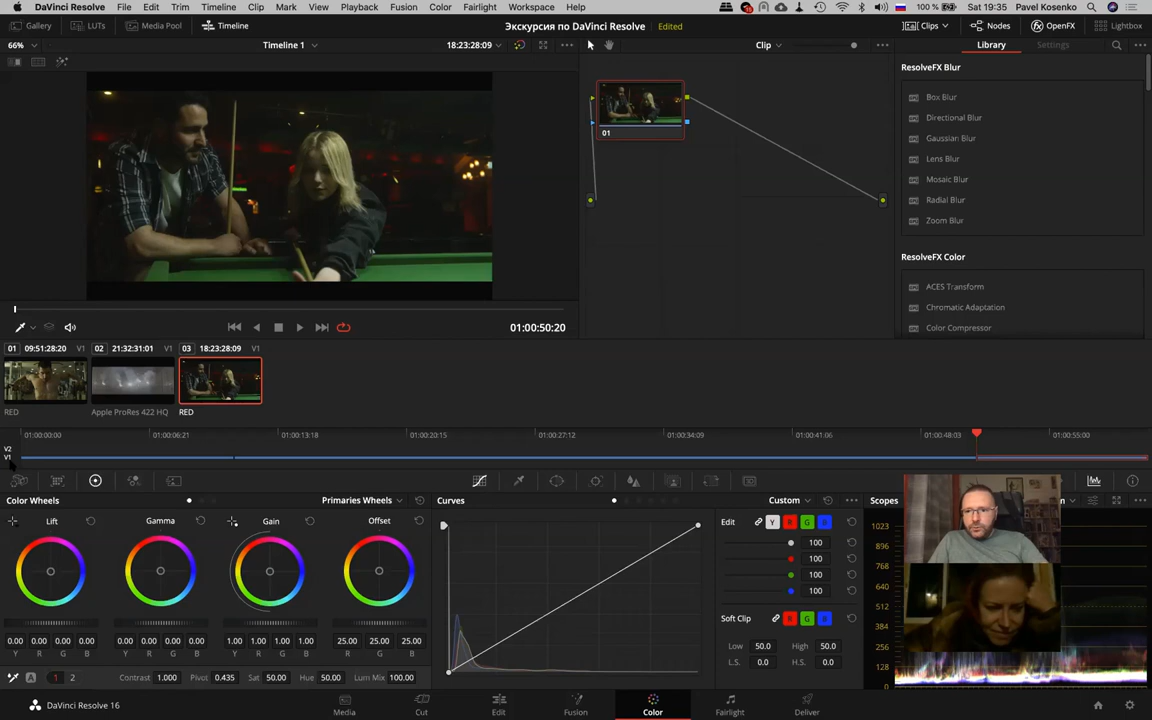 DaVinci Resolve File Edit Trim Timeline Clip Mark View Playback Fusion Color Fairlight Workspace Help 100 % Sat 19:35 Pavel Kosenko
Gallery LUTs Media Pool Timeline Экскурсия по DaVinci Resolve Edited Clips Nodes OpenFX Lightbox
66% Timeline 1 18:23:28:09 Clip Library Settings
ResolveFX Blur
Box Blur
Directional Blur
Gaussian Blur
Lens Blur
Mosaic Blur
Radial Blur
Zoom Blur
ResolveFX Color
ACES Transform
Chromatic Adaptation
Color Compressor
01
01:00:50:20
01 09:51:28:20 V1 02 21:32:31:01 V1 03 18:23:28:09 V1
RED Apple ProRes 422 HQ RED
01:00:00:00 01:00:06:21 01:00:13:18 01:00:20:15 01:00:27:12 01:00:34:09 01:00:41:06 01:00:48:03 01:00:55:00
V2
V1
Color Wheels Primaries Wheels Curves Custom Scopes
Lift Gamma Gain Offset
Edit Y R G B
100
100
100
100
Soft Clip R G B
Low 50.0 High 50.0
L.S. 0.0 H.S. 0.0
1023
896
768
640
512
384
256
128
0
0.00 0.00 0.00 0.00 0.00 0.00 0.00 0.00 1.00 1.00 1.00 1.00 25.00 25.00 25.00
Y R G B Y R G B Y R G B R G B
A 1 2 Contrast 1.000 Pivot 0.435 Sat 50.00 Hue 50.00 Lum Mix 100.00
DaVinci Resolve 16 Media Cut Edit Fusion Color Fairlight Deliver